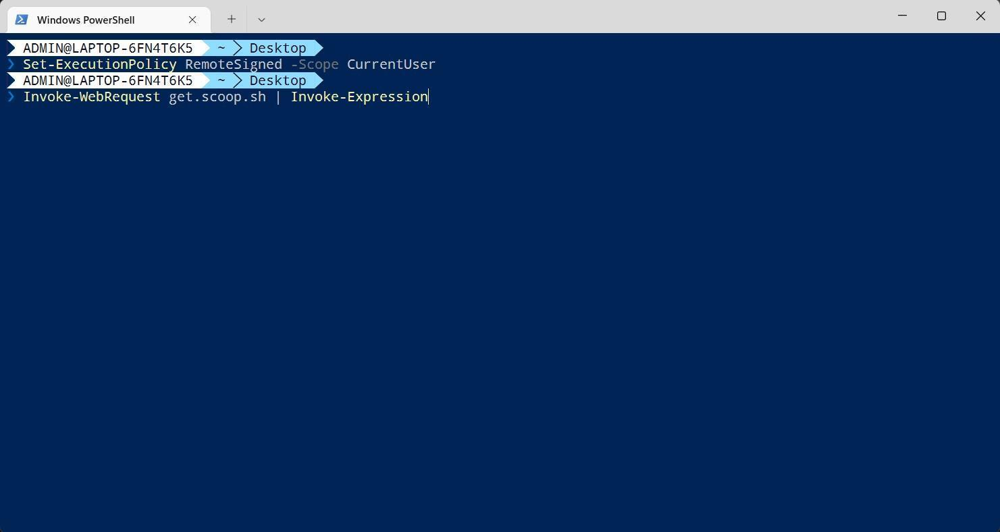 Windows PowerShell
ADMIN@LAPTOP-6FN4T6K5 ~ Desktop
❯ Set-ExecutionPolicy RemoteSigned -Scope CurrentUser
ADMIN@LAPTOP-6FN4T6K5 ~ Desktop
❯ Invoke-WebRequest get.scoop.sh | Invoke-Expression